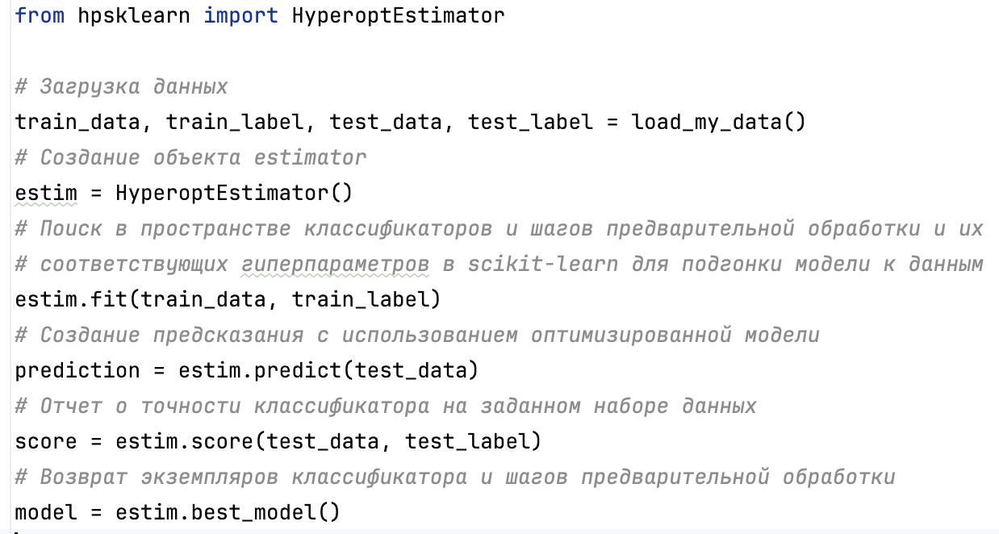 from hpsklearn import HyperoptEstimator
# Загрузка данных
train_data, train_label, test_data, test_label = load_my_data()
# Создание объекта estimator
estim = HyperoptEstimator()
# Поиск в пространстве классификаторов и шагов предварительной обработки и их
# соответствующих гиперпараметров в scikit-learn для подгонки модели к данным
estim.fit(train_data, train_label)
# Создание предсказания с использованием оптимизированной модели
prediction = estim.predict(test_data)
# Отчет о точности классификатора на заданном наборе данных
score = estim.score(test_data, test_label)
# Возврат экземпляров классификатора и шагов предварительной обработки
model = estim.best_model()